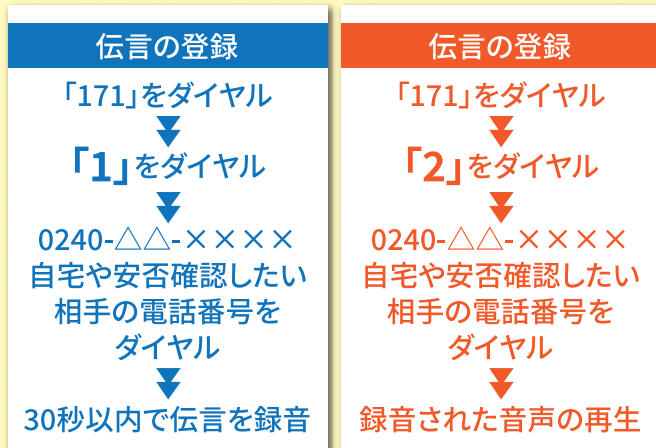 伝言の登録
「171」をダイヤル
「1」をダイヤル
0240-△△-××××
自宅や安否確認したい
相手の電話番号を
ダイヤル
30秒以内で伝言を録音
伝言の登録
「171」をダイヤル
「2」をダイヤル
0240-△△-××××
自宅や安否確認したい
相手の電話番号を
ダイヤル
録音された音声の再生